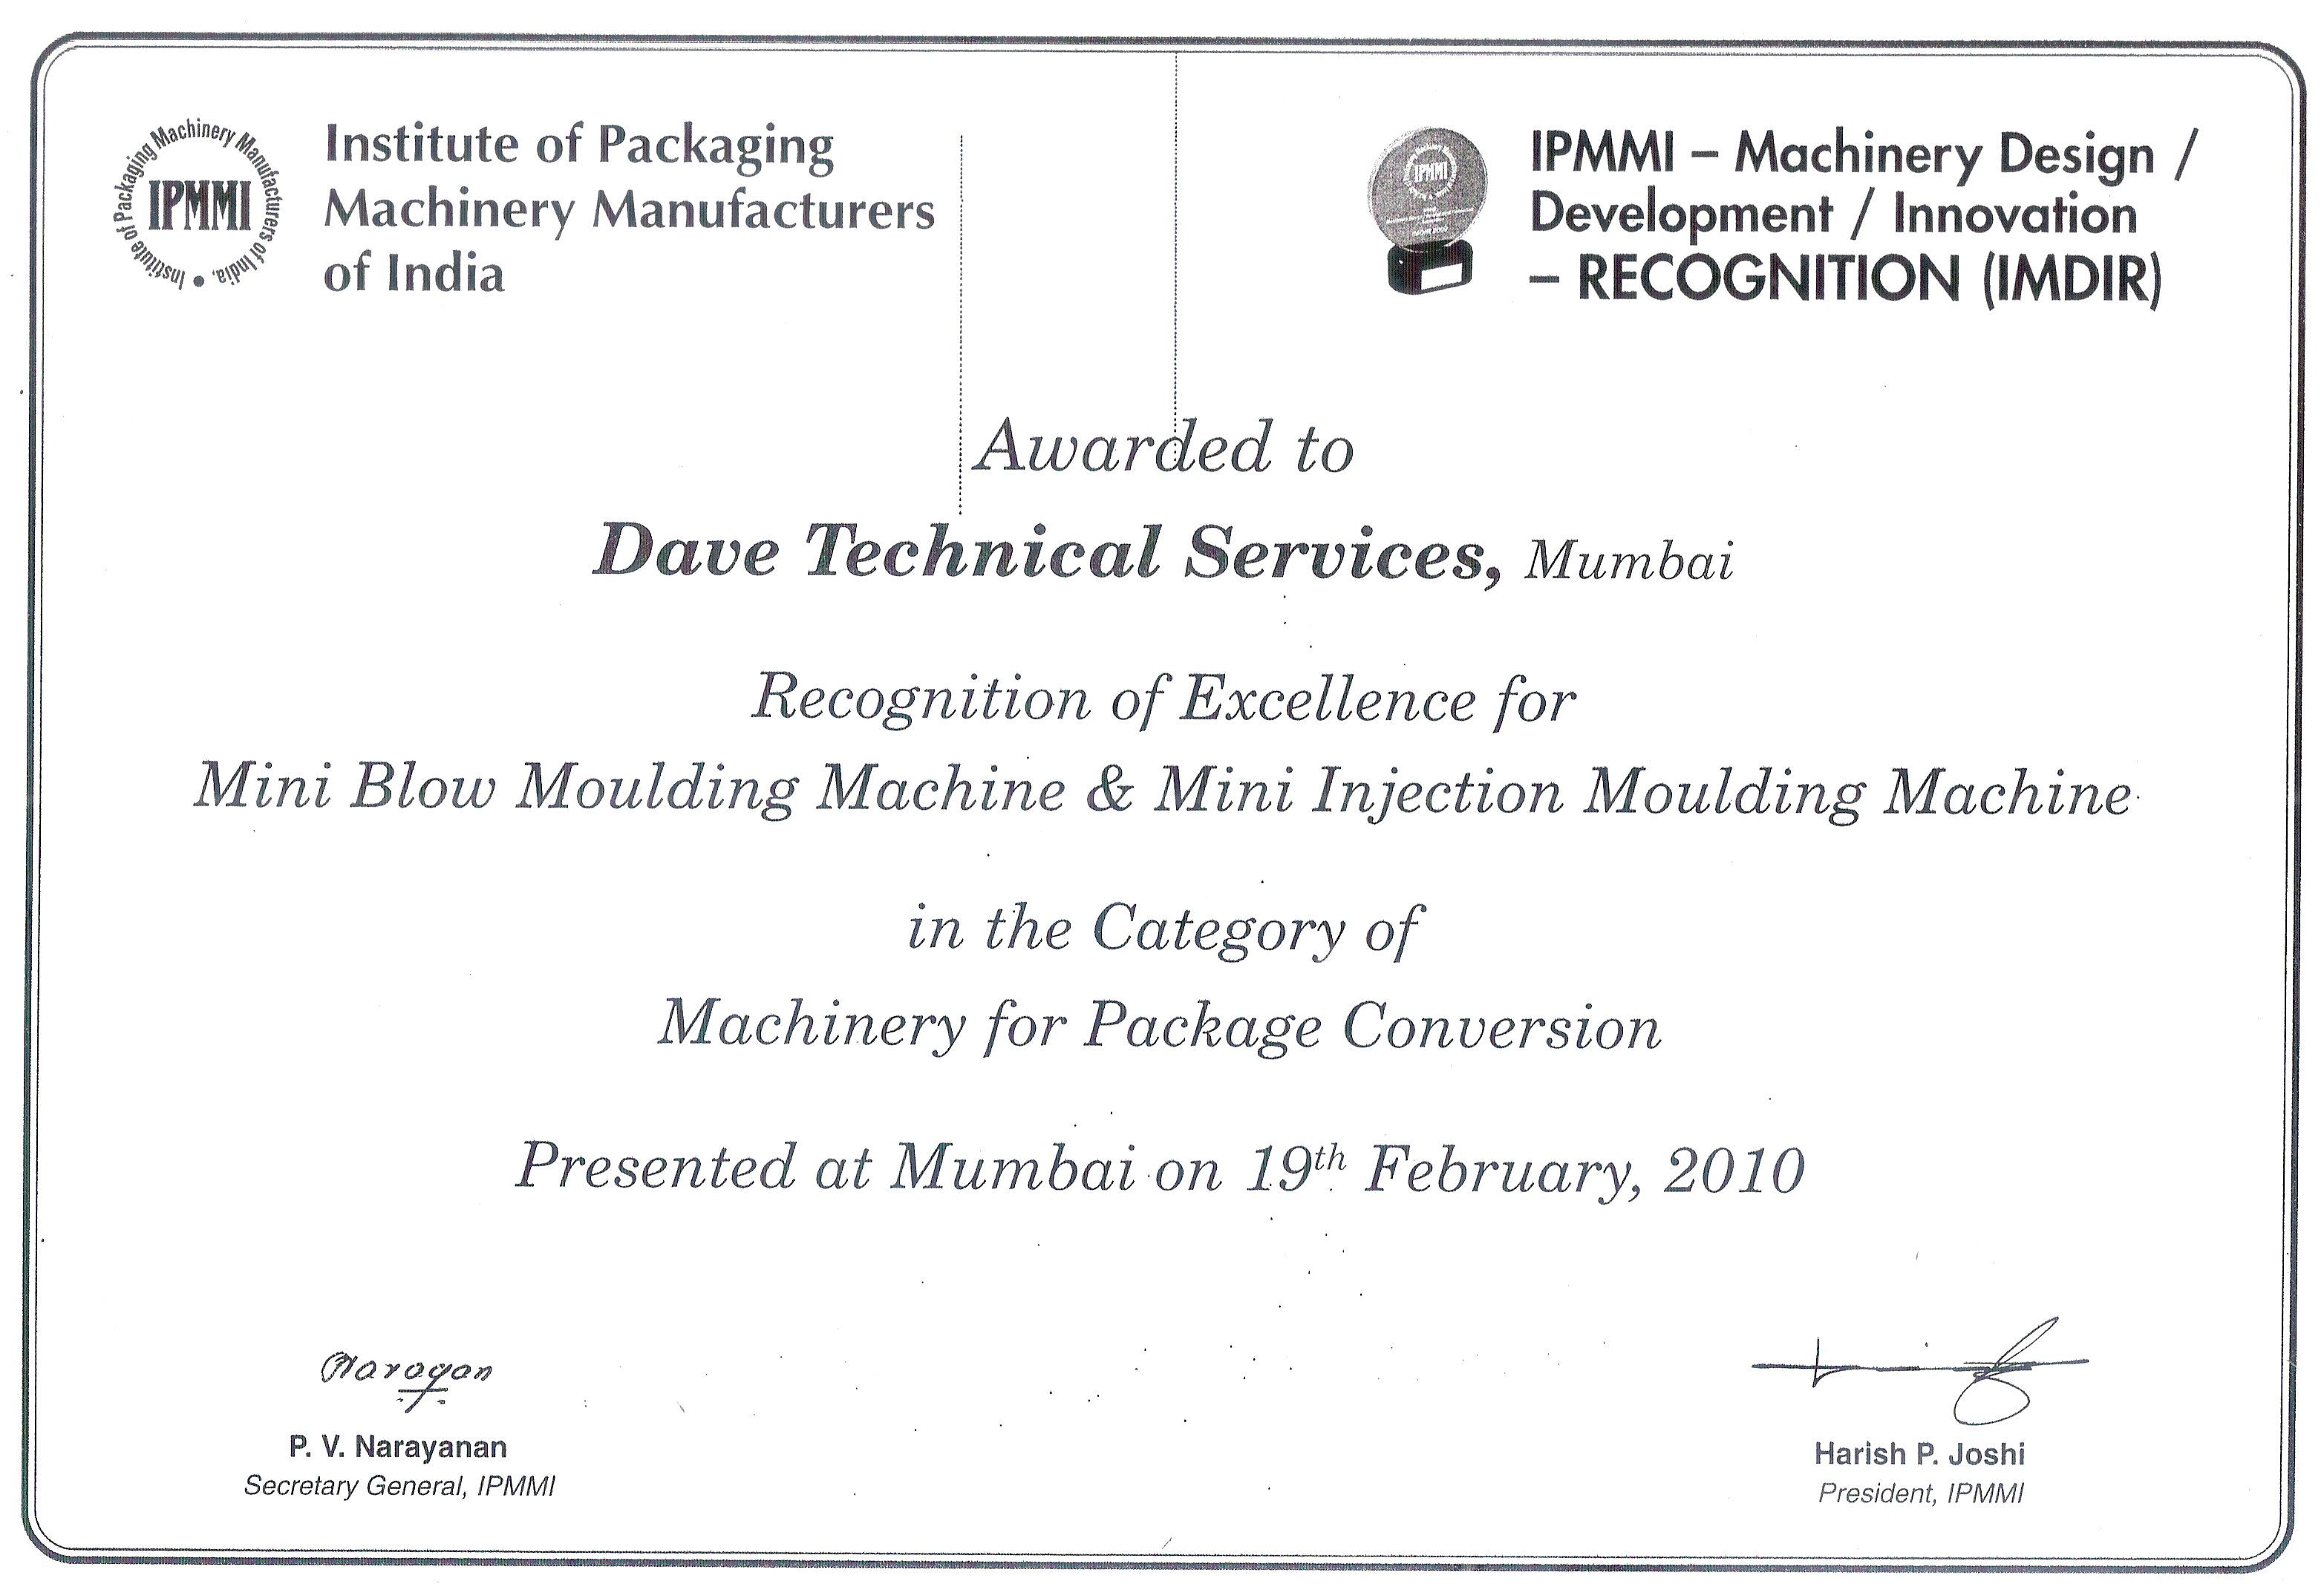 Institute of Packaging Machinery Manufacturers of India.
IPMMI
Institute of Packaging
Machinery Manufacturers
of India
IPMMI
IPMMI – Machinery Design /
Development / Innovation
– RECOGNITION (IMDIR)
Awarded to
Dave Technical Services, Mumbai
Recognition of Excellence for
Mini Blow Moulding Machine & Mini Injection Moulding Machine
in the Category of
Machinery for Package Conversion
Presented at Mumbai on 19th February, 2010
Narayan
P. V. Narayanan
Secretary General, IPMMI
Harish P. Joshi
President, IPMMI